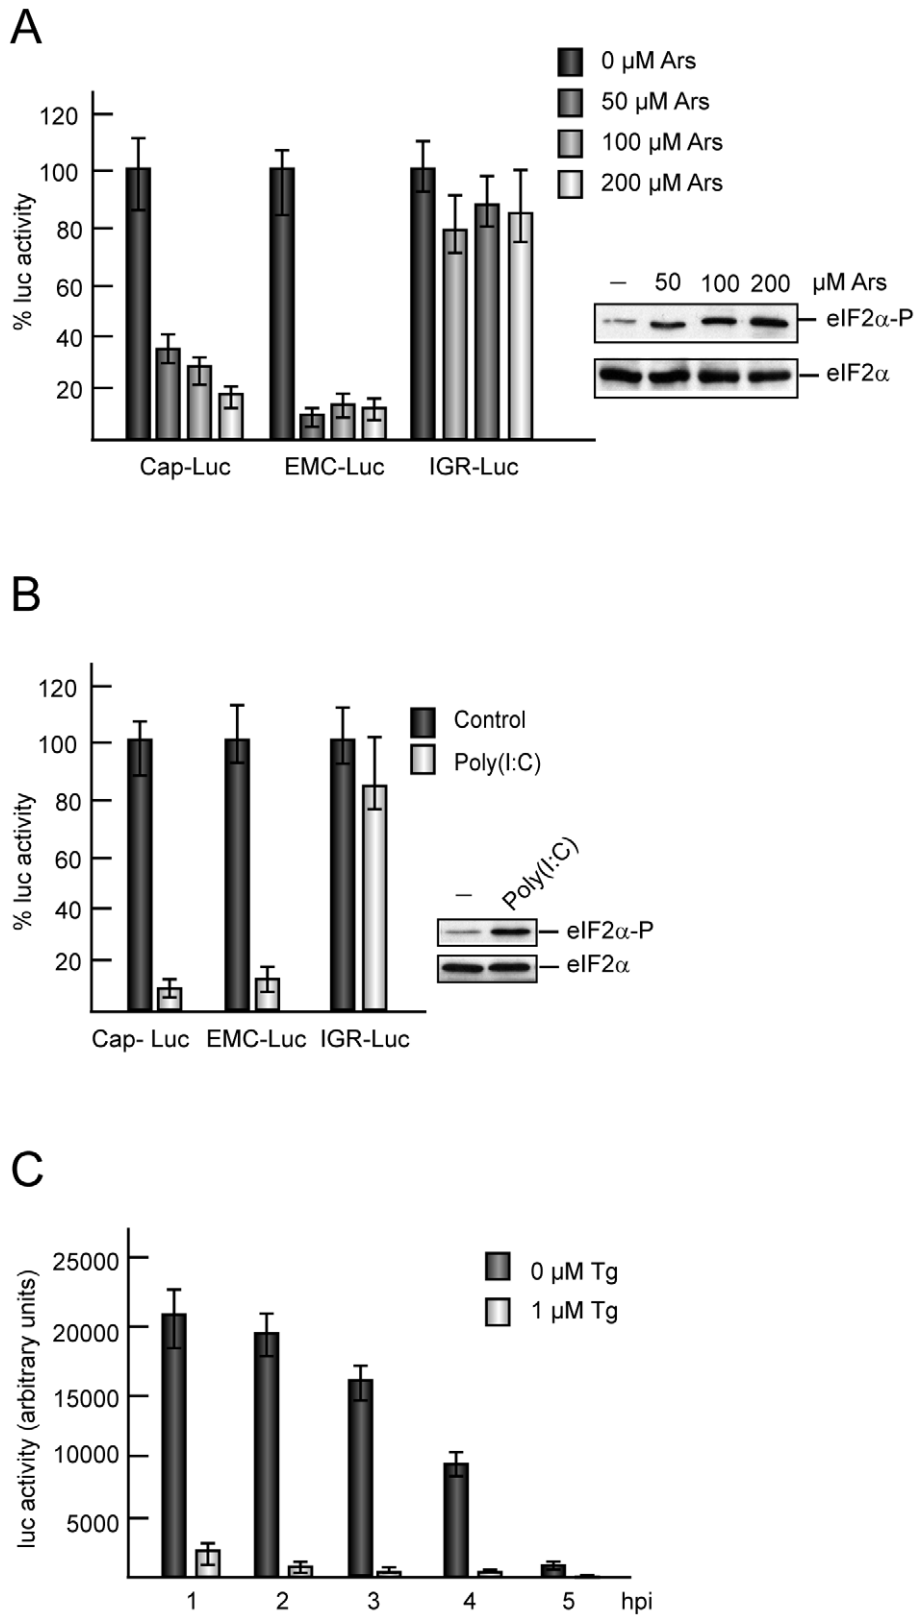 A
0 µM Ars
50 µM Ars
100 µM Ars
200 µM Ars
% luc activity
120
100
80
60
40
20
Cap-Luc EMC-Luc IGR-Luc
– 50 100 200 µM Ars
eIF2α-P
eIF2α
B
Control
Poly(I:C)
% luc activity
120
100
80
60
40
20
Cap- Luc EMC-Luc IGR-Luc
– Poly(I:C)
eIF2α-P
eIF2α
C
0 µM Tg
1 µM Tg
luc activity (arbitrary units)
25000
20000
15000
10000
5000
1 2 3 4 5 hpi